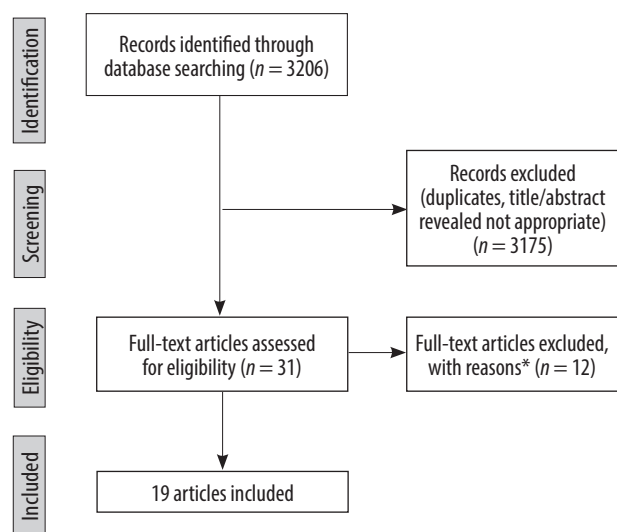 Identification
Records identified through
database searching (n = 3206)
Screening
Records excluded
(duplicates, title/abstract
revealed not appropriate)
(n = 3175)
Eligibility
Full-text articles assessed
for eligibility (n = 31)
Full-text articles excluded,
with reasons* (n = 12)
Included
19 articles included